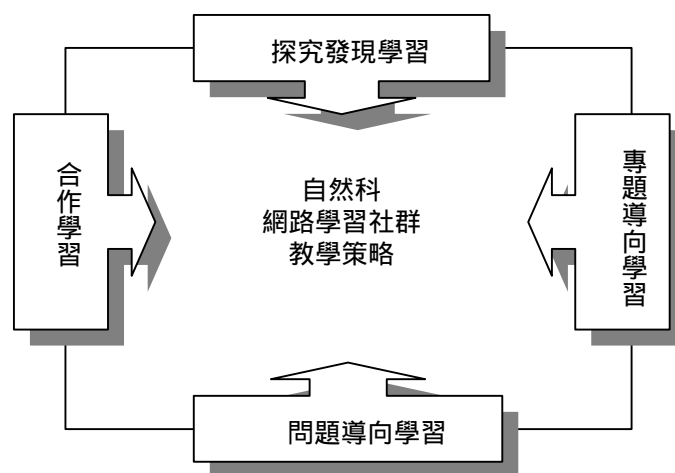 探究發現學習
合作學習
自然科
網路學習社群
教學策略
專題導向學習
問題導向學習